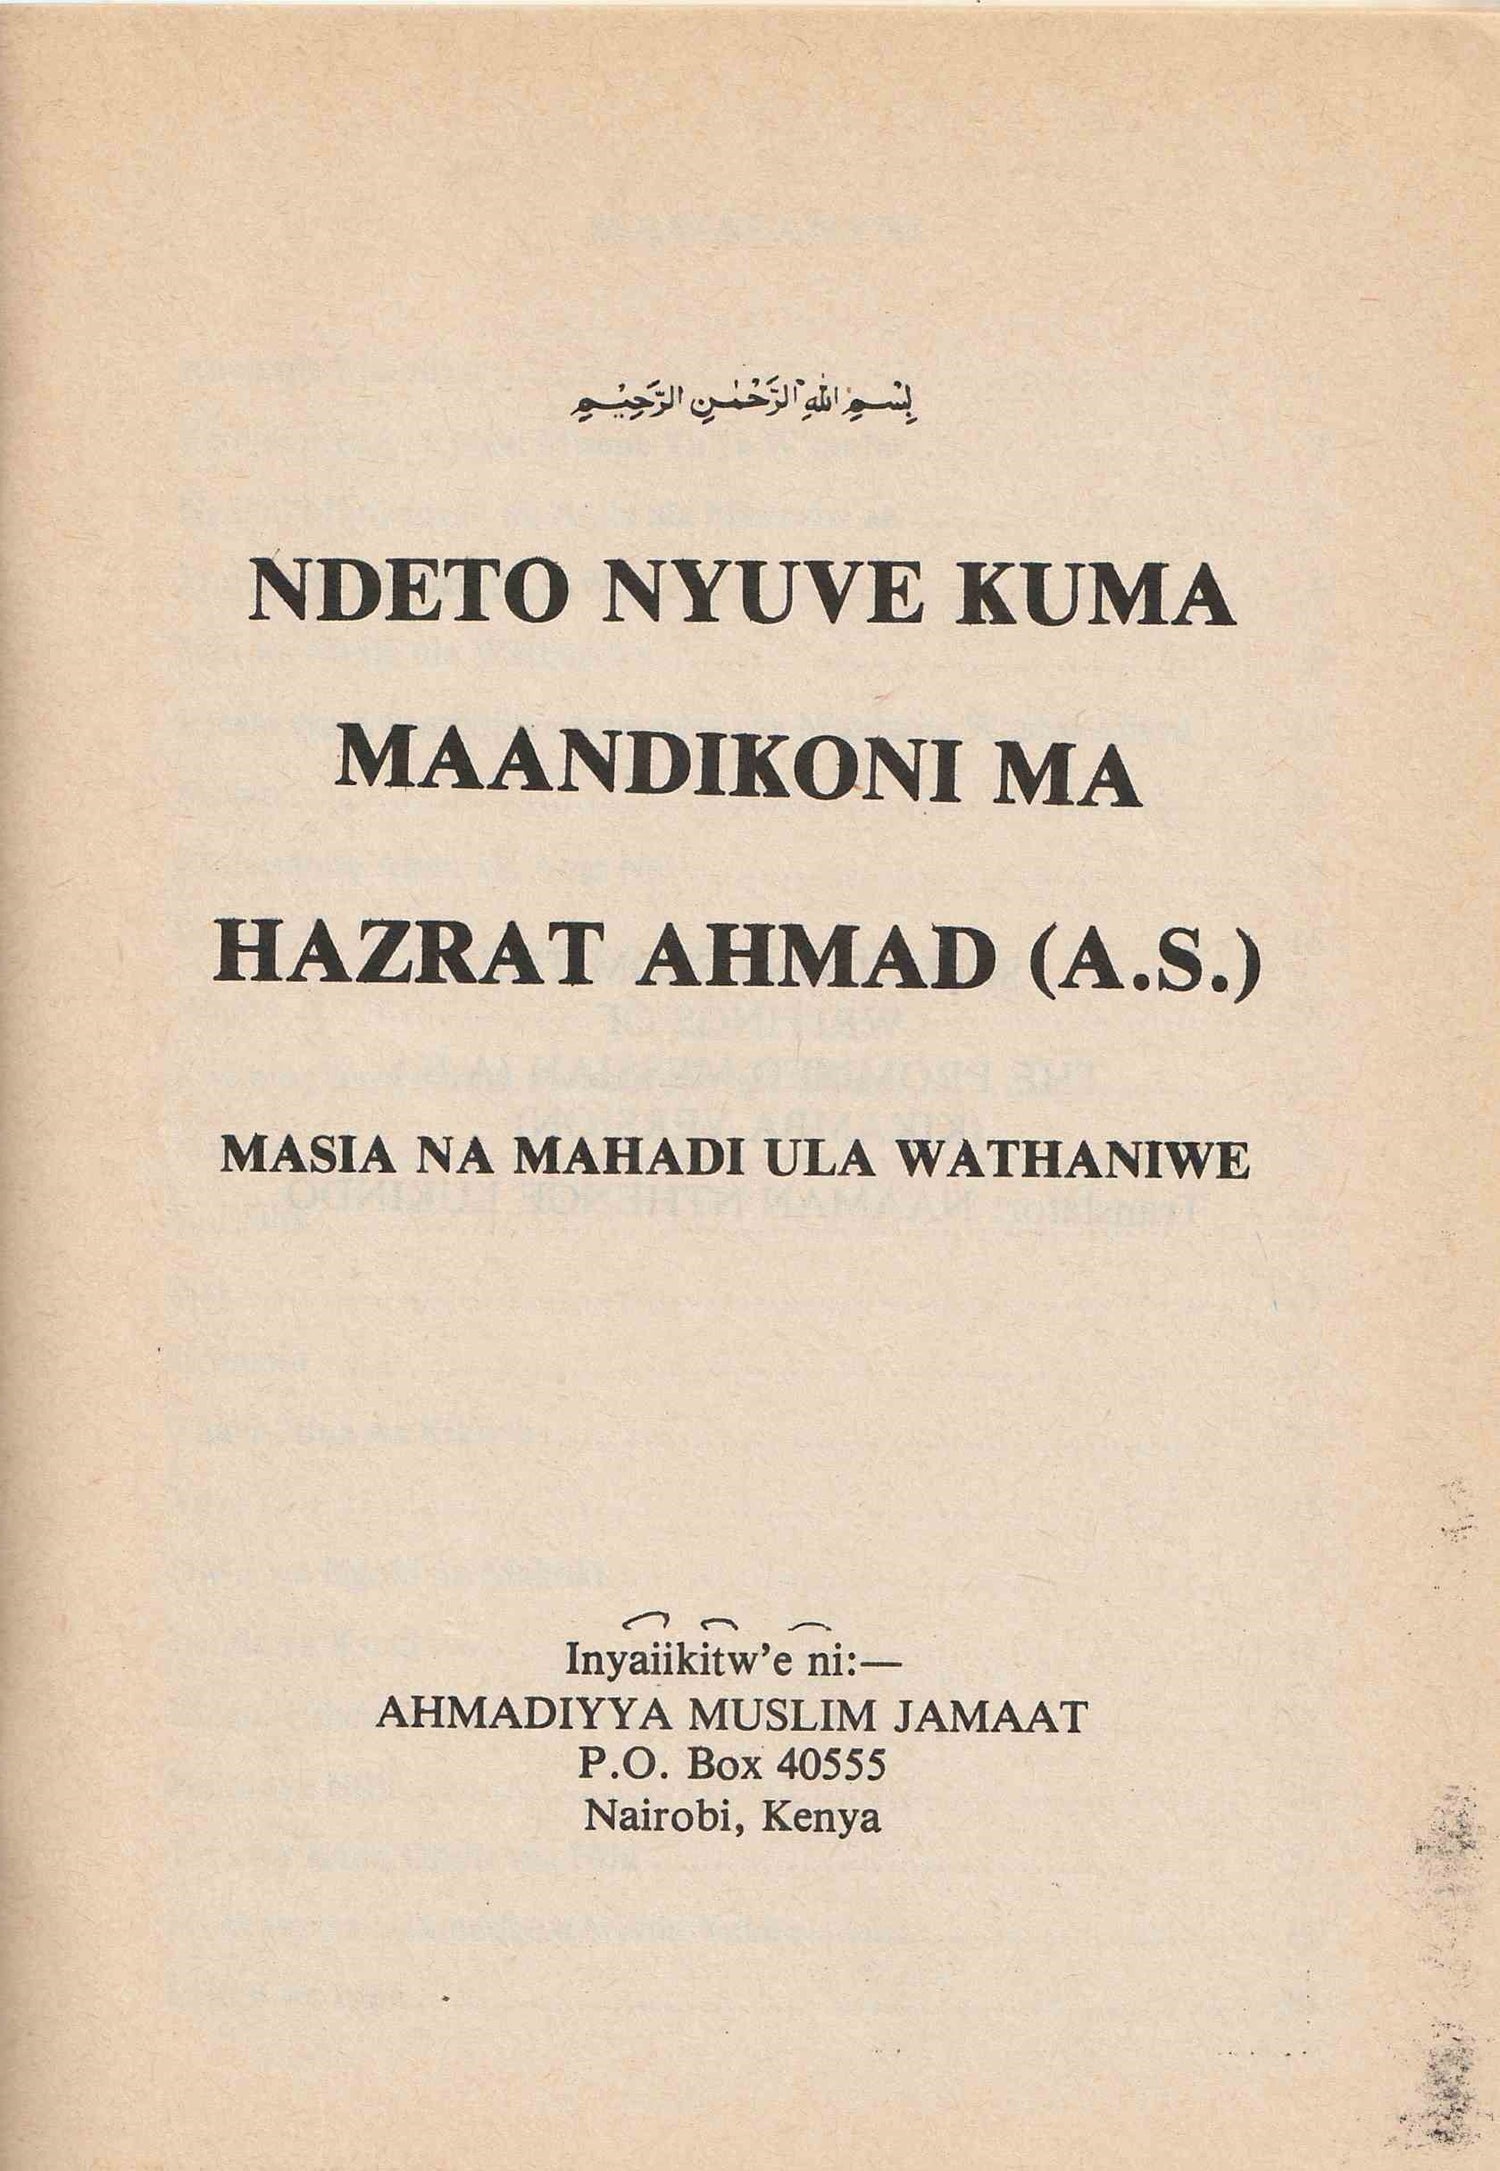 بِسْمِ اللهِ الرَّحْمٰنِ الرَّحِيْمِ
NDETO NYUVE KUMA
MAANDIKONI MA
HAZRAT AHMAD (A.S.)
MASIA NA MAHADI ULA WATHANIWE
Inyaiikitw’e ni:—
AHMADIYYA MUSLIM JAMAAT
P.O. Box 40555
Nairobi, Kenya